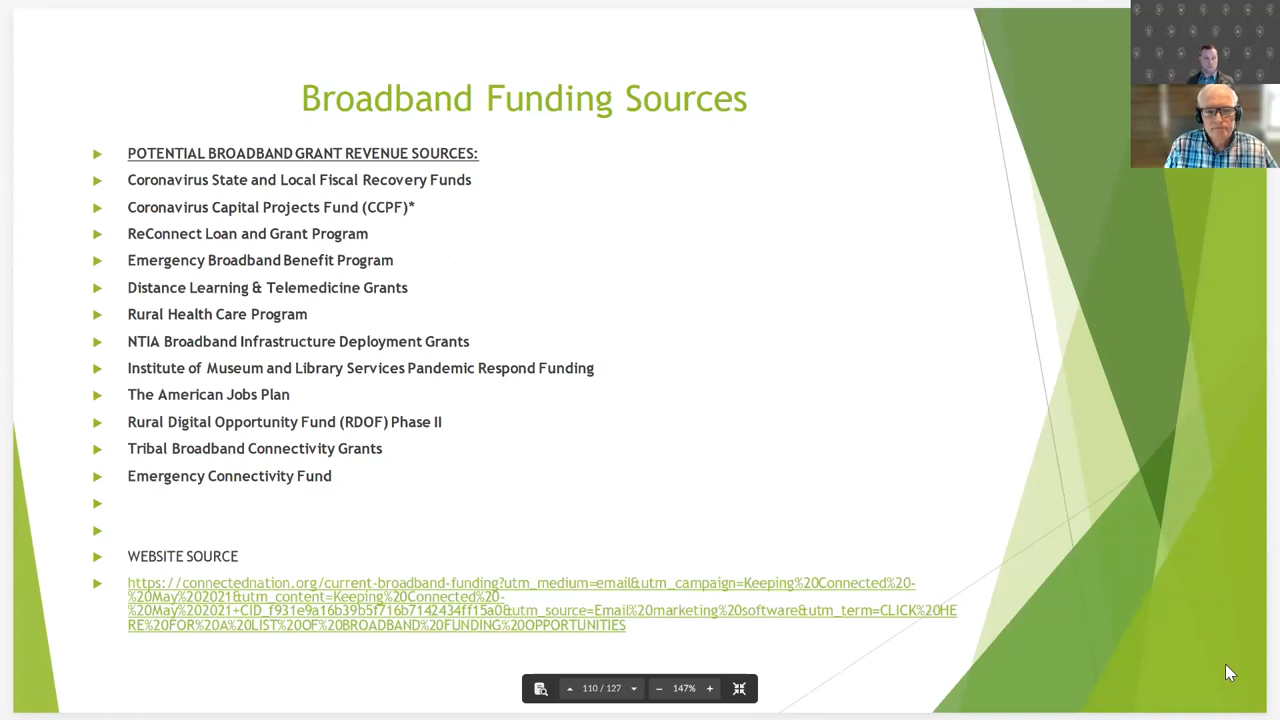 Broadband Funding Sources
POTENTIAL BROADBAND GRANT REVENUE SOURCES:
Coronavirus State and Local Fiscal Recovery Funds
Coronavirus Capital Projects Fund (CCPF)*
ReConnect Loan and Grant Program
Emergency Broadband Benefit Program
Distance Learning & Telemedicine Grants
Rural Health Care Program
NTIA Broadband Infrastructure Deployment Grants
Institute of Museum and Library Services Pandemic Respond Funding
The American Jobs Plan
Rural Digital Opportunity Fund (RDOF) Phase II
Tribal Broadband Connectivity Grants
Emergency Connectivity Fund
WEBSITE SOURCE
https://connectednation.org/current-broadband-funding?utm_medium=email&utm_campaign=Keeping%20Connected%20-
%20May%202021&utm_content=Keeping%20Connected%20-
%20May%202021+CID_f931e9a16b39b5f716b7142434ff15a0&utm_source=Email%20marketing%20software&utm_term=CLICK%20HE
RE%20FOR%20A%20LIST%20OF%20BROADBAND%20FUNDING%20OPPORTUNITIES
110 / 127
147%